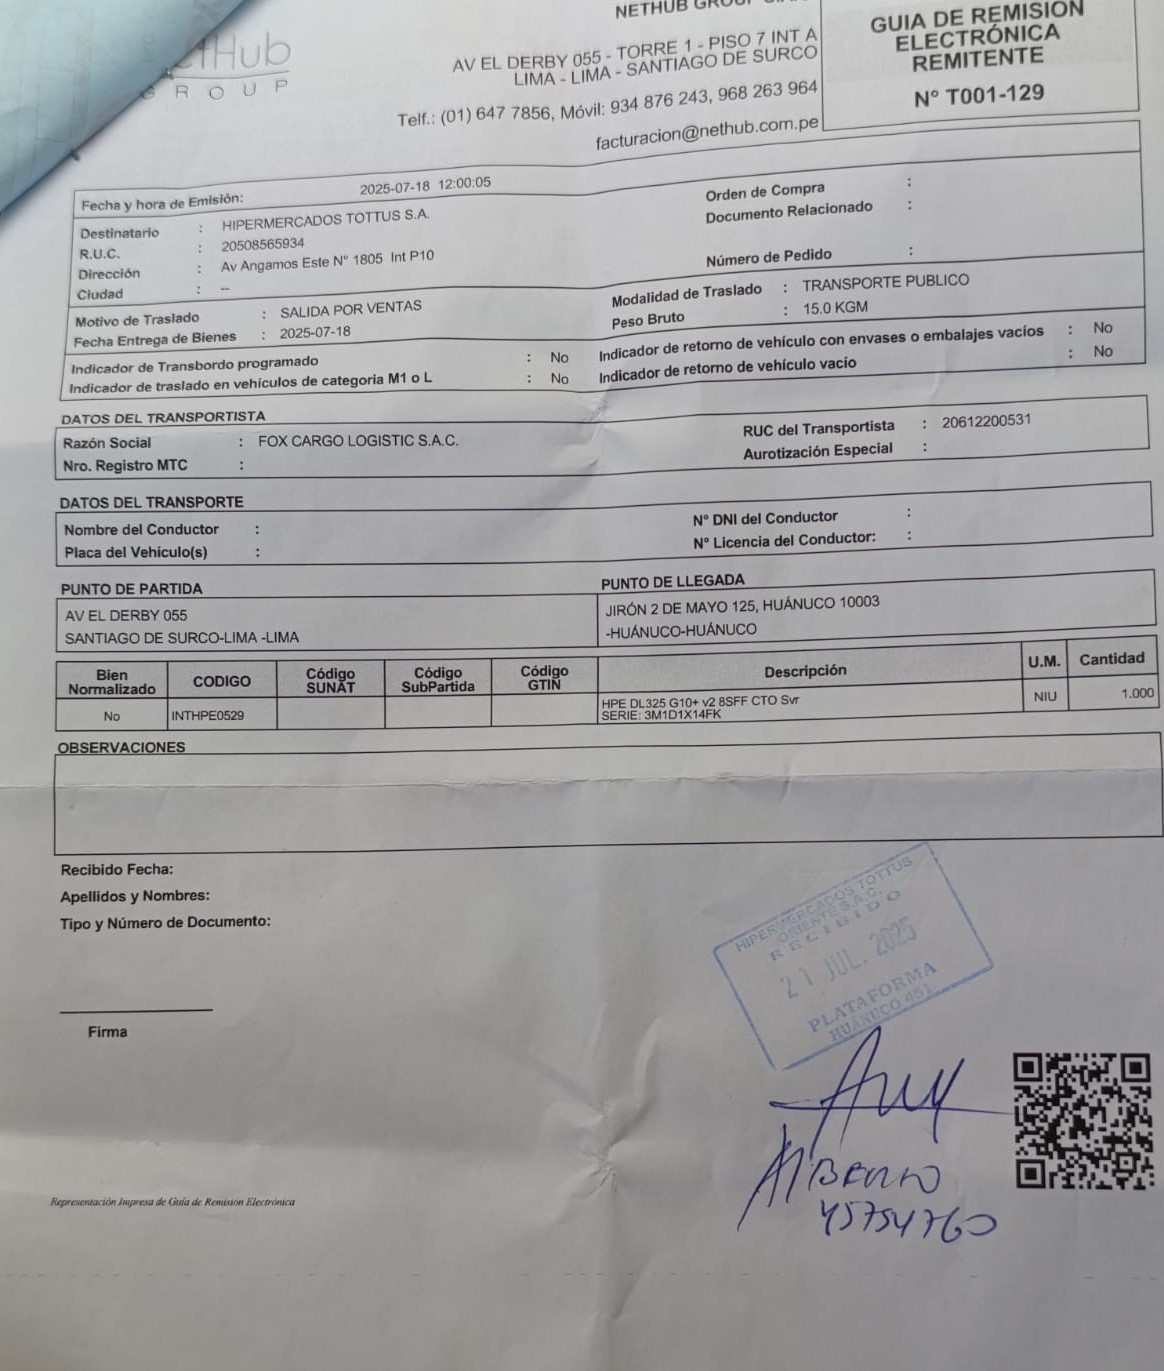 NETHUB GROUP
Hub
GROUP
AV EL DERBY 055 - TORRE 1 - PISO 7 INT A
LIMA - LIMA - SANTIAGO DE SURCO
Telf.: (01) 647 7856, Móvil: 934 876 243, 968 263 964
facturacion@nethub.com.pe
GUIA DE REMISIÓN
ELECTRÓNICA
REMITENTE
N° T001-129
Fecha y hora de Emisión: 2025-07-18 12:00:05
Destinatario : HIPERMERCADOS TOTTUS S.A.
R.U.C. : 20508565934
Dirección : Av Angamos Este N° 1805 Int P10
Ciudad : --
Orden de Compra :
Documento Relacionado :
Número de Pedido :
Motivo de Traslado : SALIDA POR VENTAS
Fecha Entrega de Bienes : 2025-07-18
Modalidad de Traslado : TRANSPORTE PUBLICO
Peso Bruto : 15.0 KGM
Indicador de Transbordo programado : No
Indicador de traslado en vehículos de categoria M1 o L : No
Indicador de retorno de vehículo con envases o embalajes vacíos : No
Indicador de retorno de vehículo vacío : No
DATOS DEL TRANSPORTISTA
Razón Social : FOX CARGO LOGISTIC S.A.C.
Nro. Registro MTC :
RUC del Transportista : 20612200531
Aurotización Especial :
DATOS DEL TRANSPORTE
Nombre del Conductor :
Placa del Vehículo(s) :
N° DNI del Conductor :
N° Licencia del Conductor: :
PUNTO DE PARTIDA
AV EL DERBY 055
SANTIAGO DE SURCO-LIMA -LIMA
PUNTO DE LLEGADA
JIRÓN 2 DE MAYO 125, HUÁNUCO 10003
-HUÁNUCO-HUÁNUCO
Bien Normalizado CODIGO Código SUNAT Código SubPartida Código GTIN Descripción U.M. Cantidad
No INTHPE0529 HPE DL325 G10+ v2 8SFF CTO Svr NIU 1.000
SERIE: 3M1D1X14FK
OBSERVACIONES
Recibido Fecha:
Apellidos y Nombres:
Tipo y Número de Documento:
Firma
HIPERMERCADOS TOTTUS
ORIENTE S.A.C.
RECIBIDO
21 JUL. 2025
PLATAFORMA
HUÁNUCO 451
AlBERTO
45754760
Representación Impresa de Guía de Remisión Electrónica